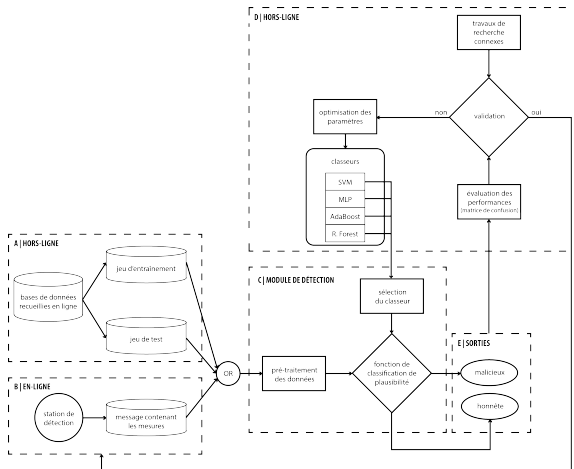 D | HORS-LIGNE
travaux de
recherche
connexes
optimisation des
paramètres
non
validation
oui
classeurs
SVM
MLP
AdaBoost
R. Forest
évaluation des
performances
(matrice de confusion)
A | HORS-LIGNE
jeu d'entraînement
bases de données
recueillies en ligne
jeu de test
C | MODULE DE DÉTECTION
sélection
du classeur
OR
pré-traitement
des données
fonction de
classification de
plausibilité
E | SORTIES
malicieux
honnête
B | EN-LIGNE
station de
détection
message contenant
les mesures